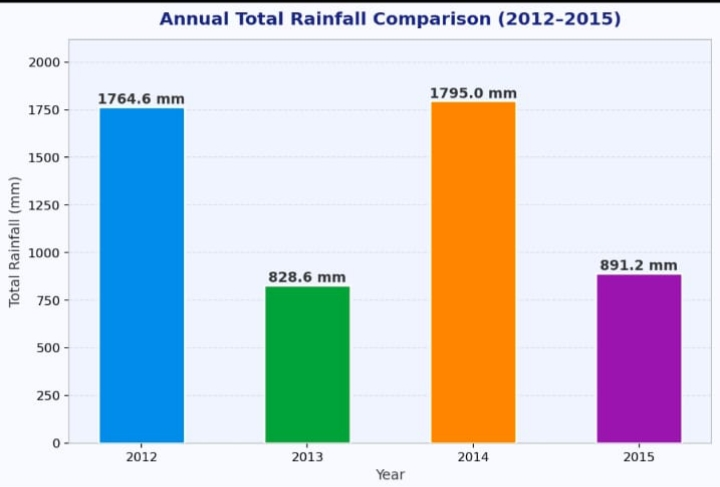 Annual Total Rainfall Comparison (2012–2015)
Total Rainfall (mm)
2000
1750
1500
1250
1000
750
500
250
0
1764.6 mm
828.6 mm
1795.0 mm
891.2 mm
2012
2013
2014
2015
Year